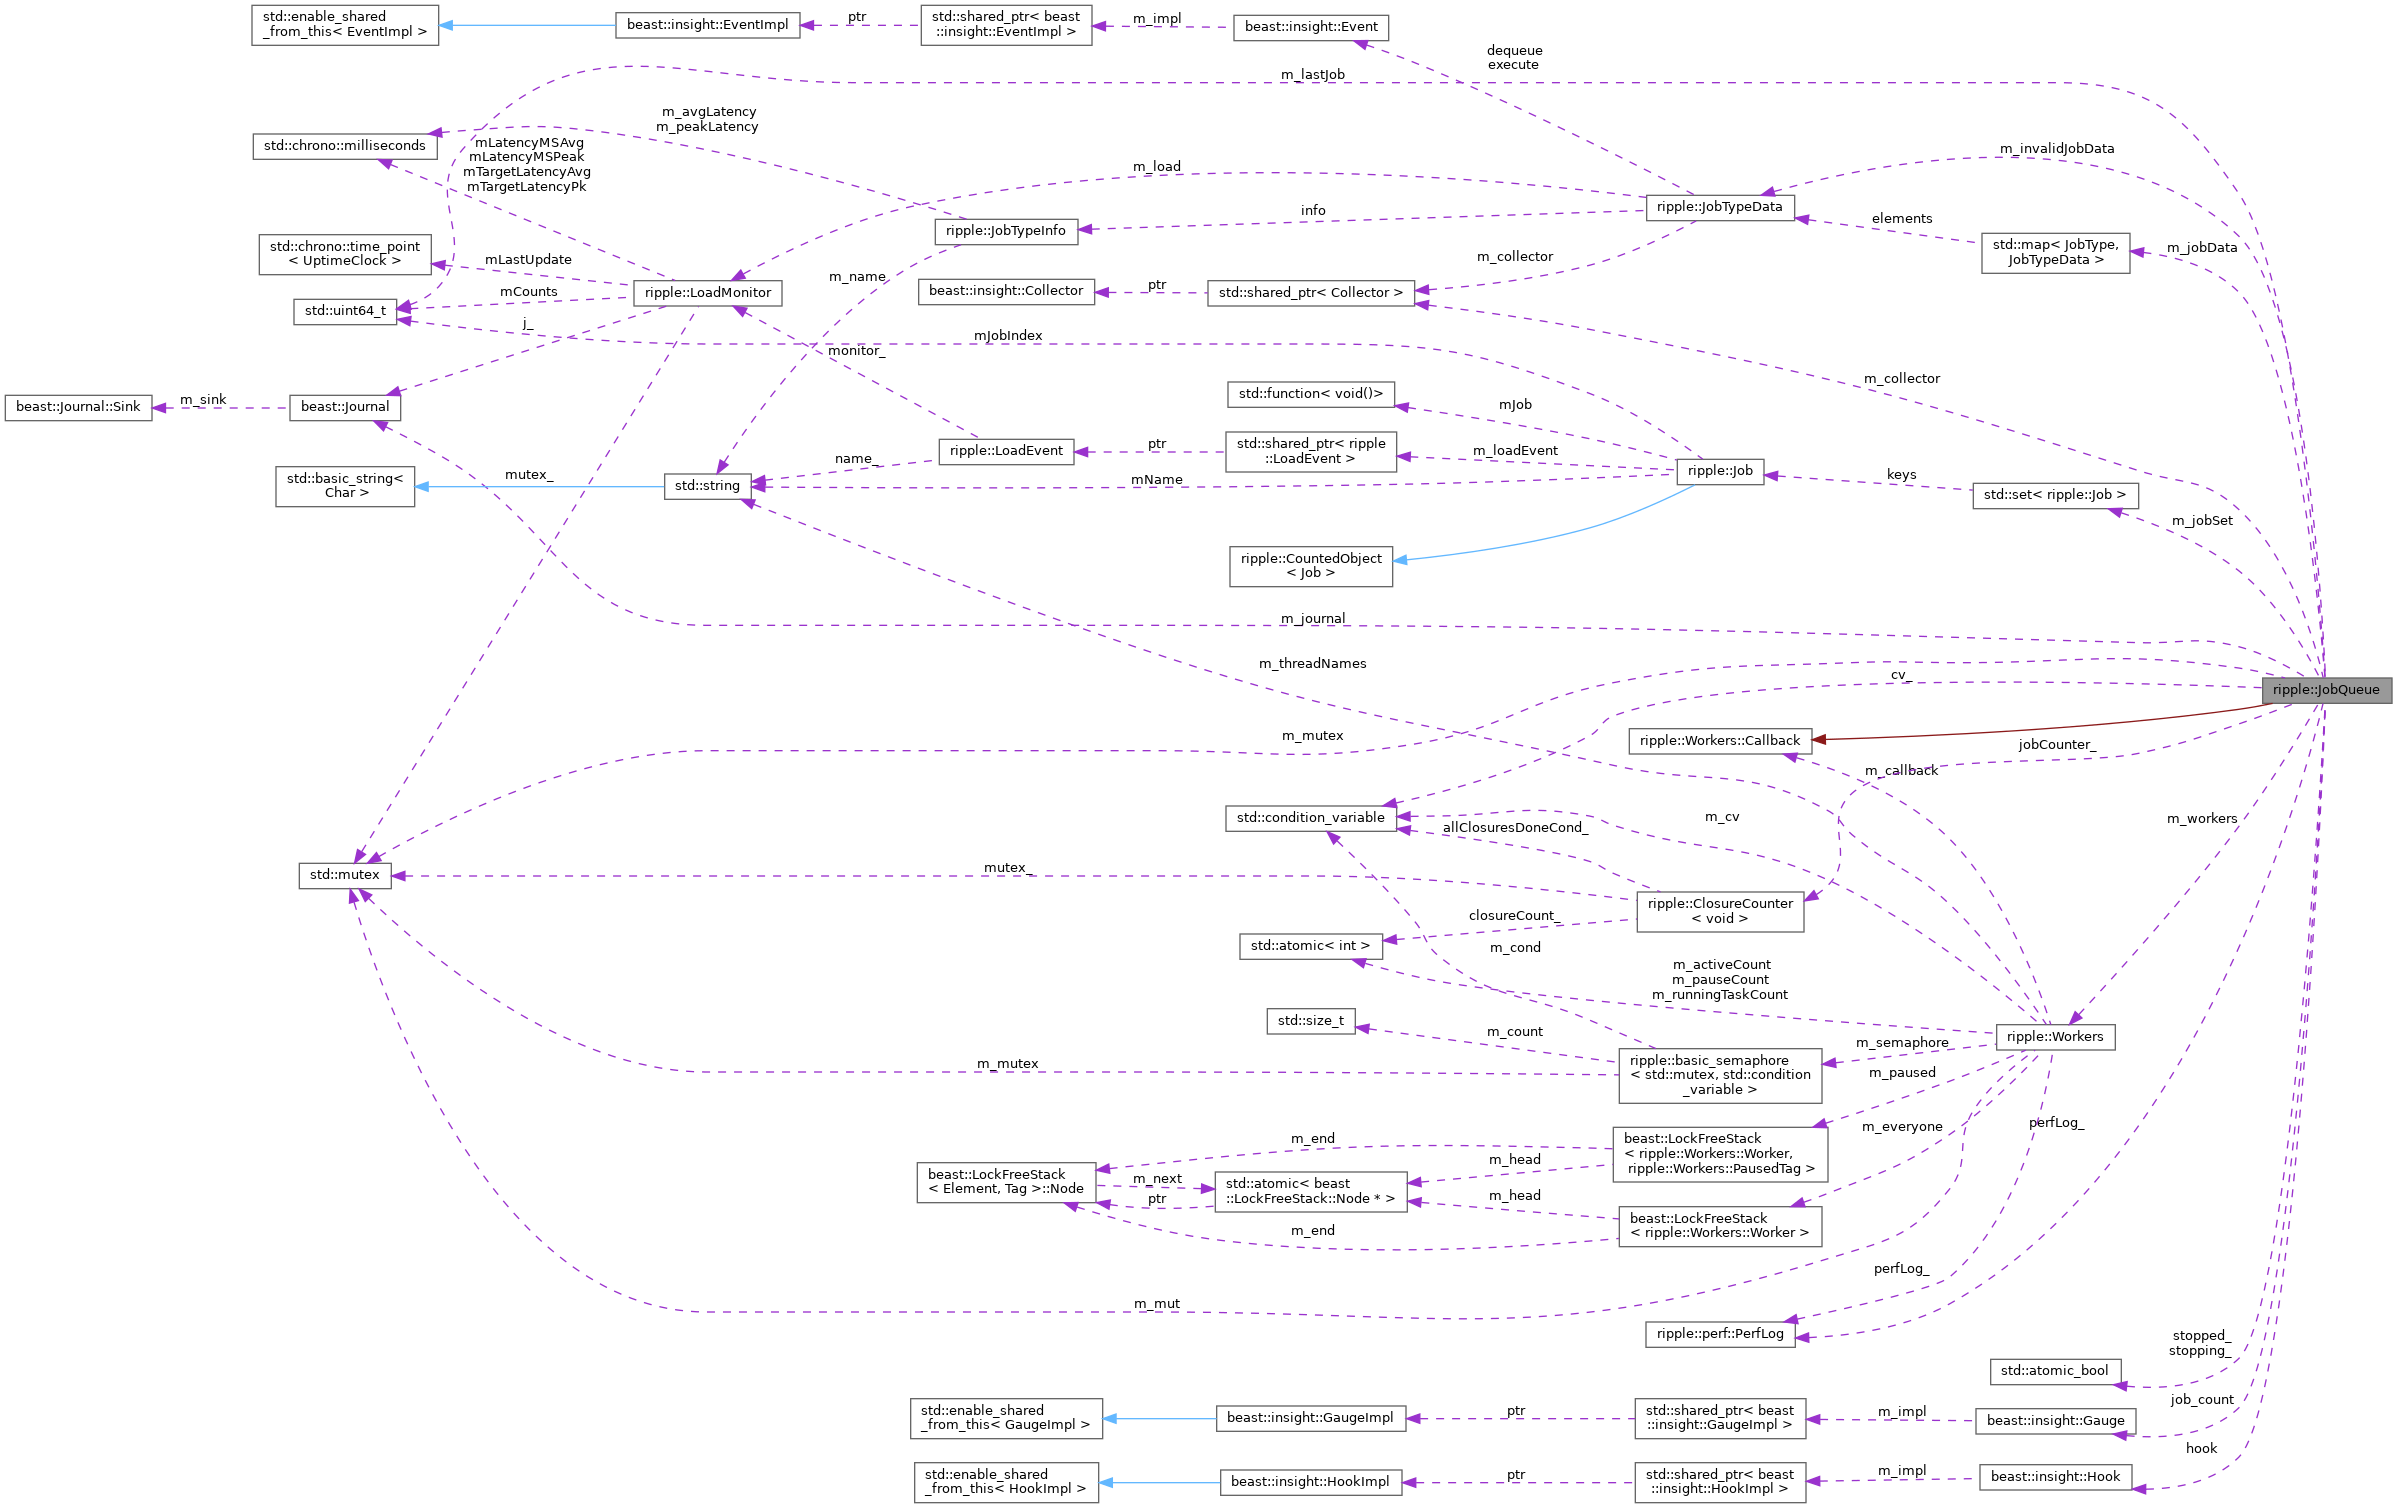 std::enable_shared
_from_this< EventImpl >
beast::insight::EventImpl
ptr
std::shared_ptr< beast
::insight::EventImpl >
m_impl
beast::insight::Event
dequeue
execute
m_lastJob
m_avgLatency
m_peakLatency
std::chrono::milliseconds
mLatencyMSAvg
mLatencyMSPeak
mTargetLatencyAvg
mTargetLatencyPk
m_load
m_invalidJobData
ripple::JobTypeData
info
elements
ripple::JobTypeInfo
std::map< JobType,
JobTypeData >
m_jobData
std::chrono::time_point
< UptimeClock >
mLastUpdate
m_name
m_collector
ripple::LoadMonitor
beast::insight::Collector
ptr
std::shared_ptr< Collector >
mCounts
std::uint64_t
j_
mJobIndex
monitor_
m_collector
std::function< void()>
mJob
beast::Journal::Sink
m_sink
beast::Journal
ripple::LoadEvent
ptr
std::shared_ptr< ripple
::LoadEvent >
m_loadEvent
name_
ripple::Job
keys
std::basic_string<
Char >
mutex_
std::string
mName
std::set< ripple::Job >
m_jobSet
ripple::CountedObject
< Job >
m_journal
m_threadNames
cv_
ripple::JobQueue
m_mutex
ripple::Workers::Callback
jobCounter_
m_callback
std::condition_variable
m_cv
m_workers
allClosuresDoneCond_
std::mutex
mutex_
ripple::ClosureCounter
< void >
closureCount_
std::atomic< int >
m_cond
m_activeCount
m_pauseCount
m_runningTaskCount
std::size_t
m_count
ripple::Workers
m_semaphore
m_mutex
ripple::basic_semaphore
< std::mutex, std::condition
_variable >
m_paused
m_everyone
perfLog_
m_end
beast::LockFreeStack
< ripple::Workers::Worker,
ripple::Workers::PausedTag >
m_head
beast::LockFreeStack
< Element, Tag >::Node
m_next
ptr
std::atomic< beast
::LockFreeStack::Node * >
m_head
beast::LockFreeStack
< ripple::Workers::Worker >
m_end
perfLog_
m_mut
ripple::perf::PerfLog
stopped_
stopping_
std::atomic_bool
job_count
std::enable_shared
_from_this< GaugeImpl >
beast::insight::GaugeImpl
ptr
std::shared_ptr< beast
::insight::GaugeImpl >
m_impl
beast::insight::Gauge
hook
std::enable_shared
_from_this< HookImpl >
beast::insight::HookImpl
ptr
std::shared_ptr< beast
::insight::HookImpl >
m_impl
beast::insight::Hook